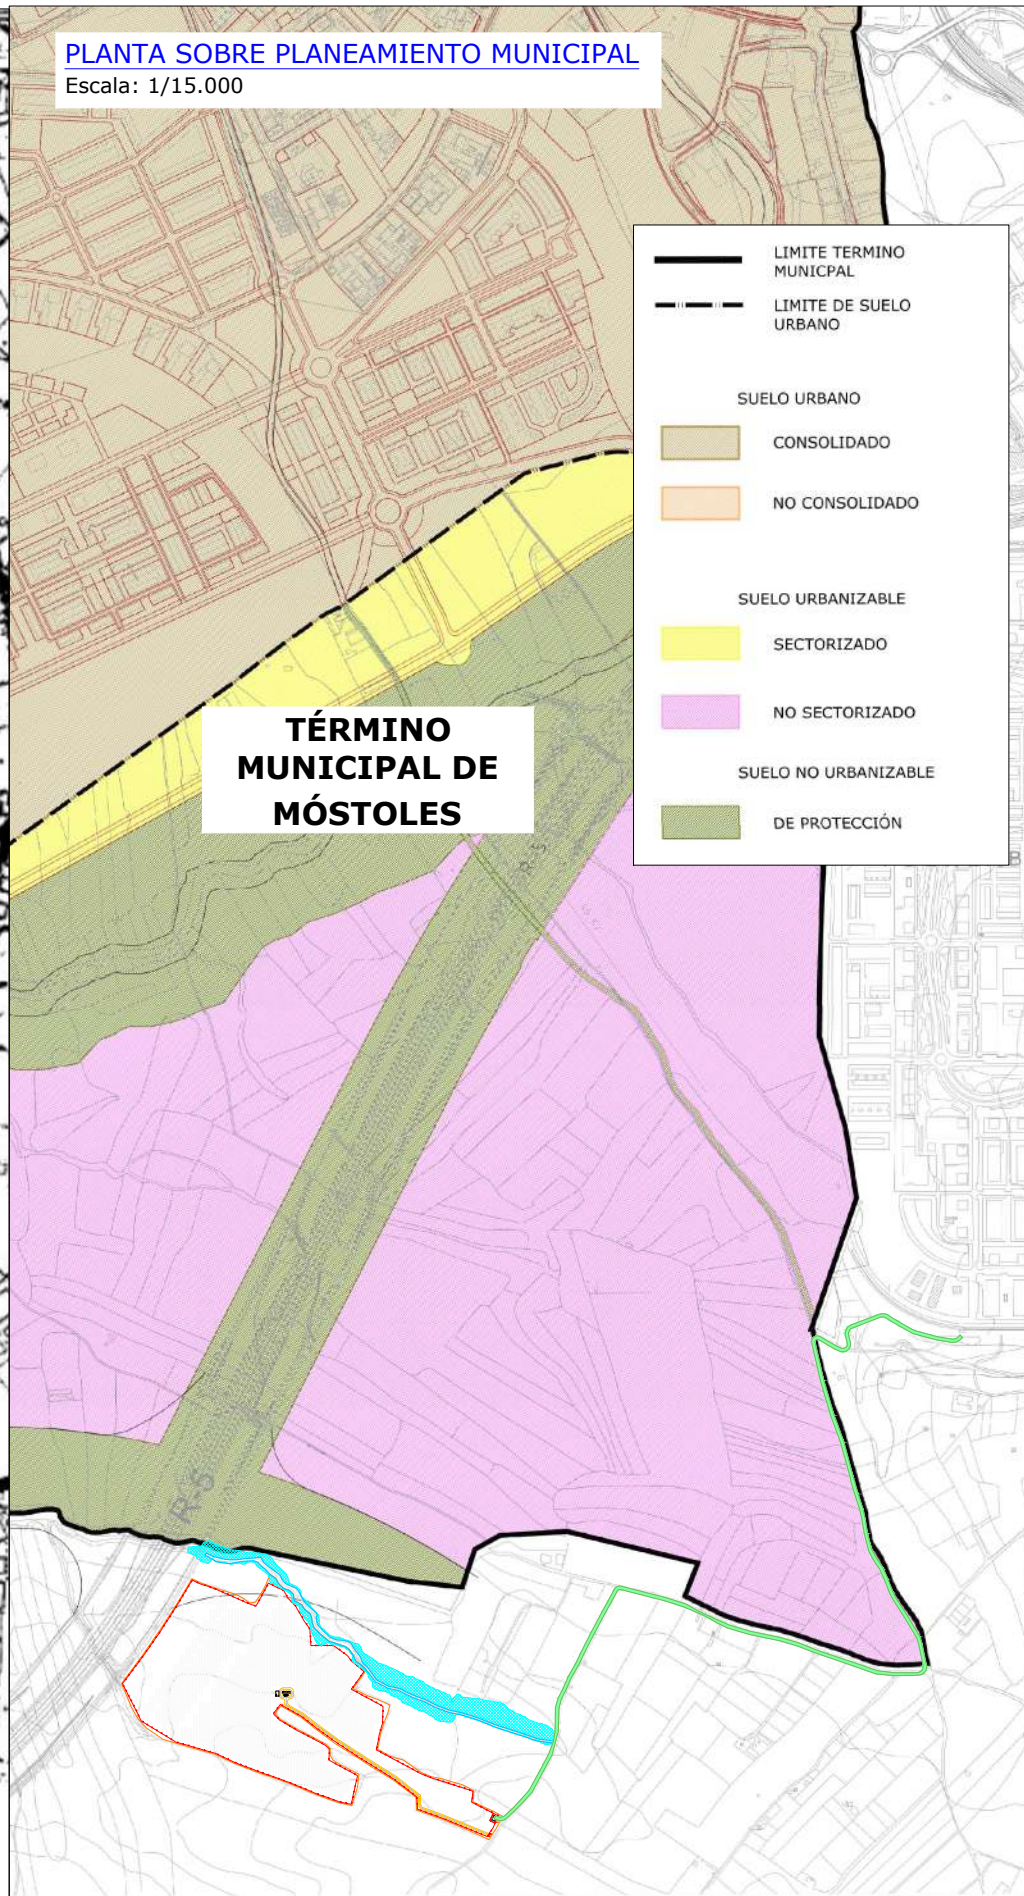 PLANTA SOBRE PLANEAMIENTO MUNICIPAL
Escala: 1/15.000
LIMITE TERMINO
MUNICPAL
LIMITE DE SUELO
URBANO
SUELO URBANO
CONSOLIDADO
NO CONSOLIDADO
SUELO URBANIZABLE
SECTORIZADO
NO SECTORIZADO
SUELO NO URBANIZABLE
DE PROTECCIÓN
TÉRMINO
MUNICIPAL DE
MÓSTOLES
R-5
R-5